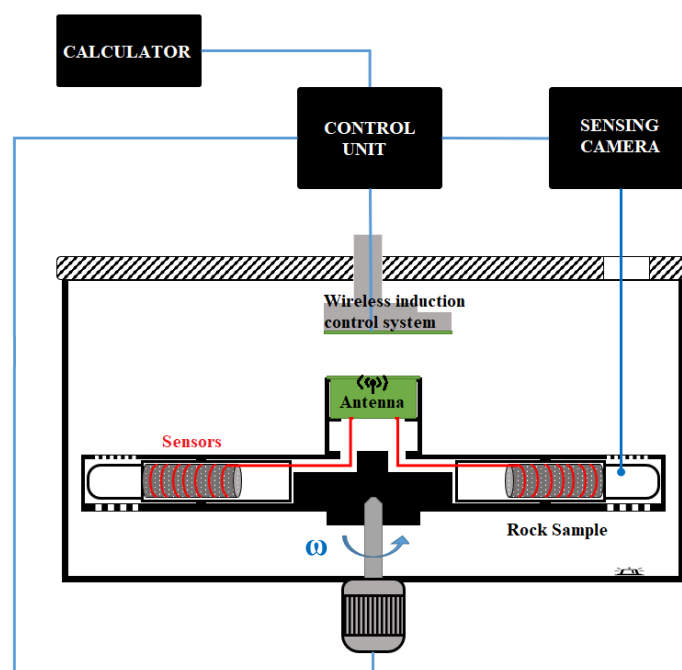 CALCULATOR
CONTROL
UNIT
SENSING
CAMERA
Wireless induction
control system
Antenna
Sensors
Rock Sample
ω